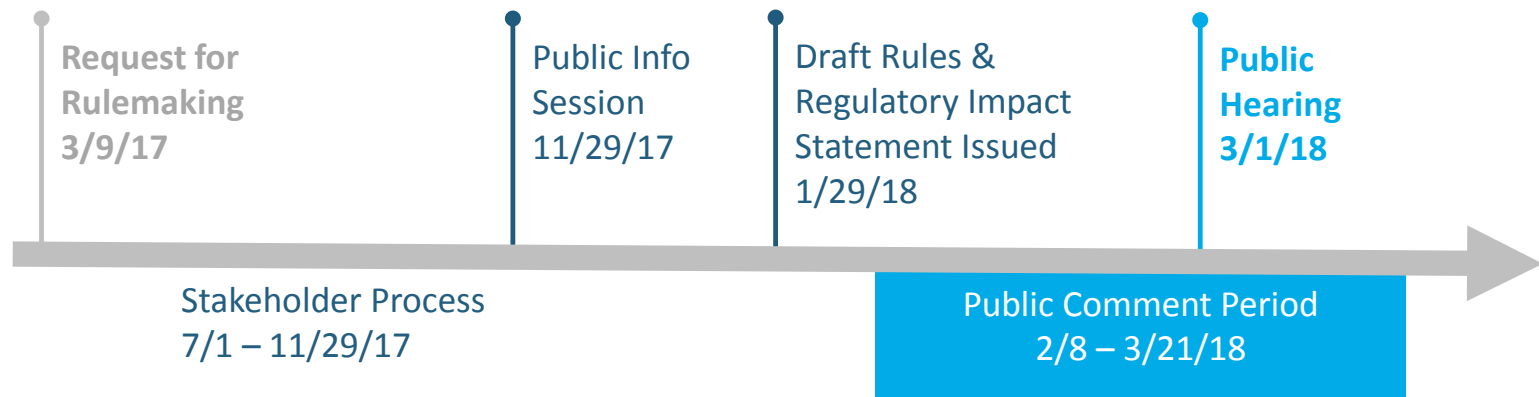 Request for
Rulemaking
3/9/17
Public Info
Session
11/29/17
Draft Rules &
Regulatory Impact
Statement Issued
1/29/18
Public
Hearing
3/1/18
Stakeholder Process
7/1 – 11/29/17
Public Comment Period
2/8 – 3/21/18